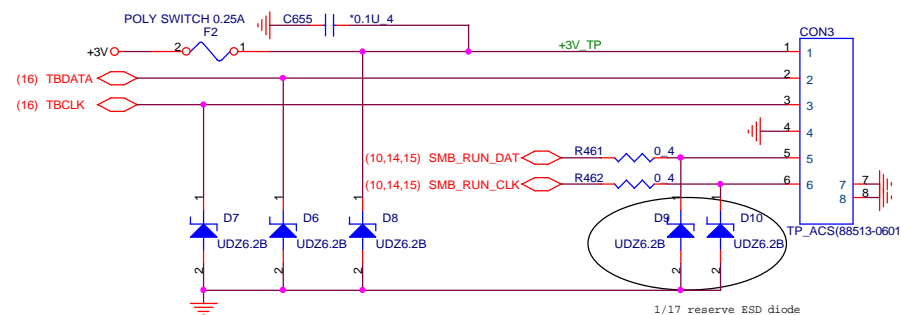 POLY SWITCH 0.25A
F2
C655
*0.1U_4
CON3
+3V
2
1
+3V_TP
1
1
(16) TBDATA
2
2
(16) TBCLK
3
3
4
4
(10,14,15) SMB_RUN_DAT
R461
0_4
5
5
(10,14,15) SMB_RUN_CLK
R462
0_4
6
6
7
7
8
8
1
1
1
1
1
D7
D6
D8
D9
D10
TP_ACS(88513-0601
UDZ6.2B
UDZ6.2B
UDZ6.2B
UDZ6.2B
UDZ6.2B
2
2
2
2
2
1/17 reserve ESD diode